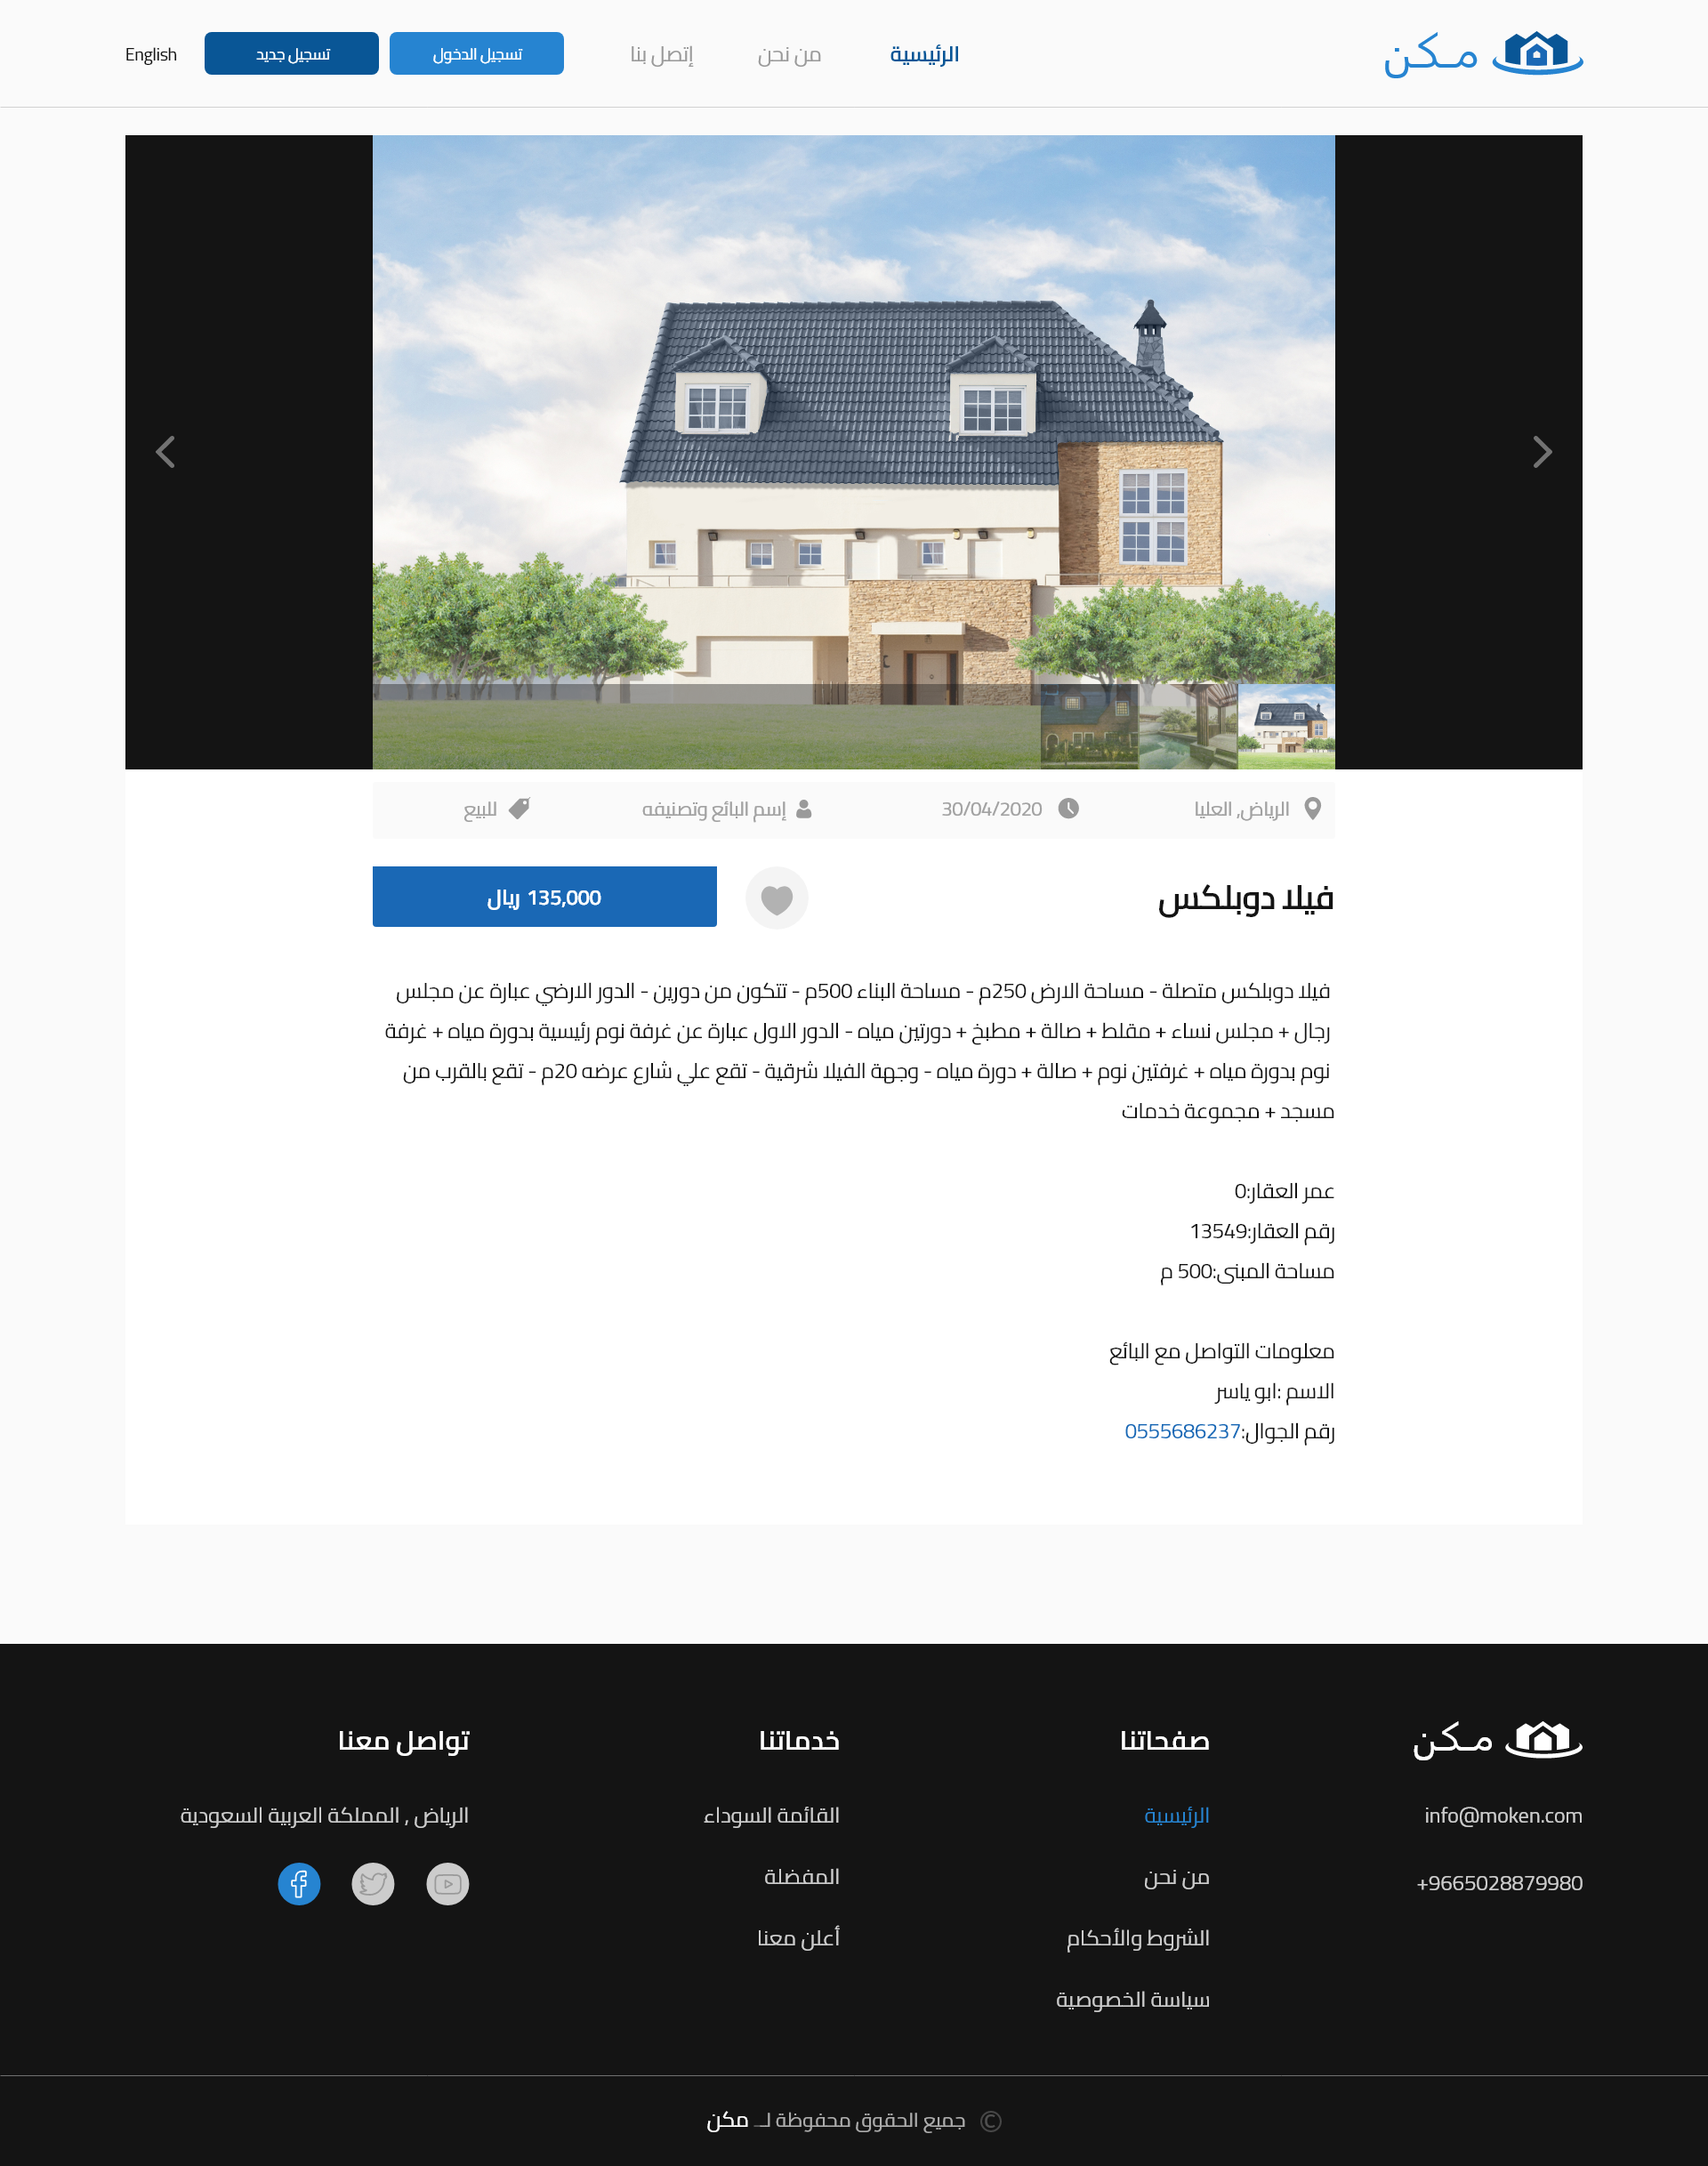 مكن
الرئيسية
من نحن
إتصل بنا
تسجيل الدخول
تسجيل جديد
English
الرياض, العليا
30/04/2020
إسم البائع وتصنيفه
للبيع
فيلا دوبلكس
135,000 ريال
فيلا دوبلكس متصلة - مساحة الارض 250م - مساحة البناء 500م - تتكون من دورين - الدور الارضي عبارة عن مجلس
رجال + مجلس نساء + مقلط + صالة + مطبخ + دورتين مياه - الدور الاول عبارة عن غرفة نوم رئيسية بدورة مياه + غرفة
نوم بدورة مياه + غرفتين نوم + صالة + دورة مياه - وجهة الفيلا شرقية - تقع علي شارع عرضه 20م - تقع بالقرب من
مسجد + مجموعة خدمات
عمر العقار:0
رقم العقار:13549
مساحة المبنى:500 م
معلومات التواصل مع البائع
الاسم :ابو ياسر
رقم الجوال:0555686237
مـكـن
info@moken.com
+9665028879980
صفحاتنا
الرئيسية
من نحن
الشروط والأحكام
سياسة الخصوصية
خدماتنا
القائمة السوداء
المفضلة
أعلن معنا
تواصل معنا
الرياض , المملكة العربية السعودية
© جميع الحقوق محفوظة لـ مكن